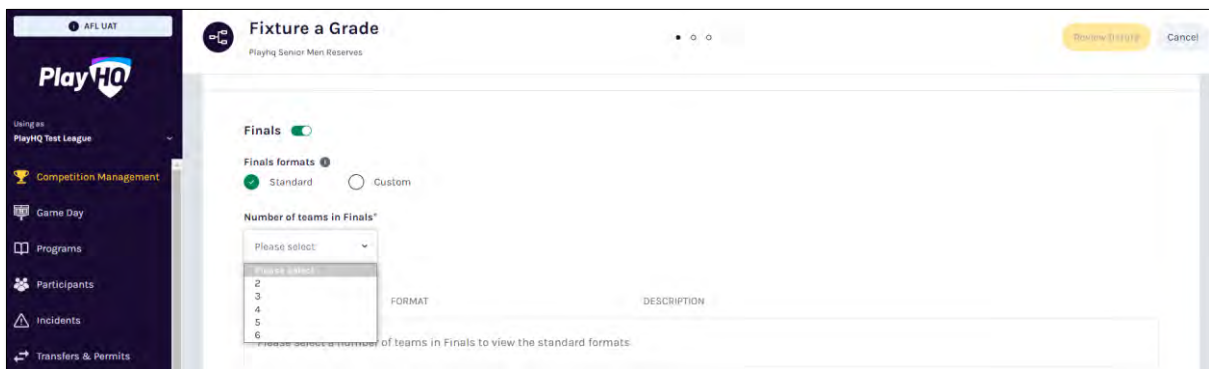 AFL UAT
PlayHQ
Using as
PlayHQ Test League
Competition Management
Game Day
Programs
Participants
Incidents
Transfers & Permits
Fixture a Grade
Playhq Senior Men Reserves
Review fixture
Cancel
Finals
Finals formats
Standard
Custom
Number of teams in Finals*
Please select
Please select
2
3
4
5
6
FORMAT
DESCRIPTION
Please select a number of teams in Finals to view the standard formats